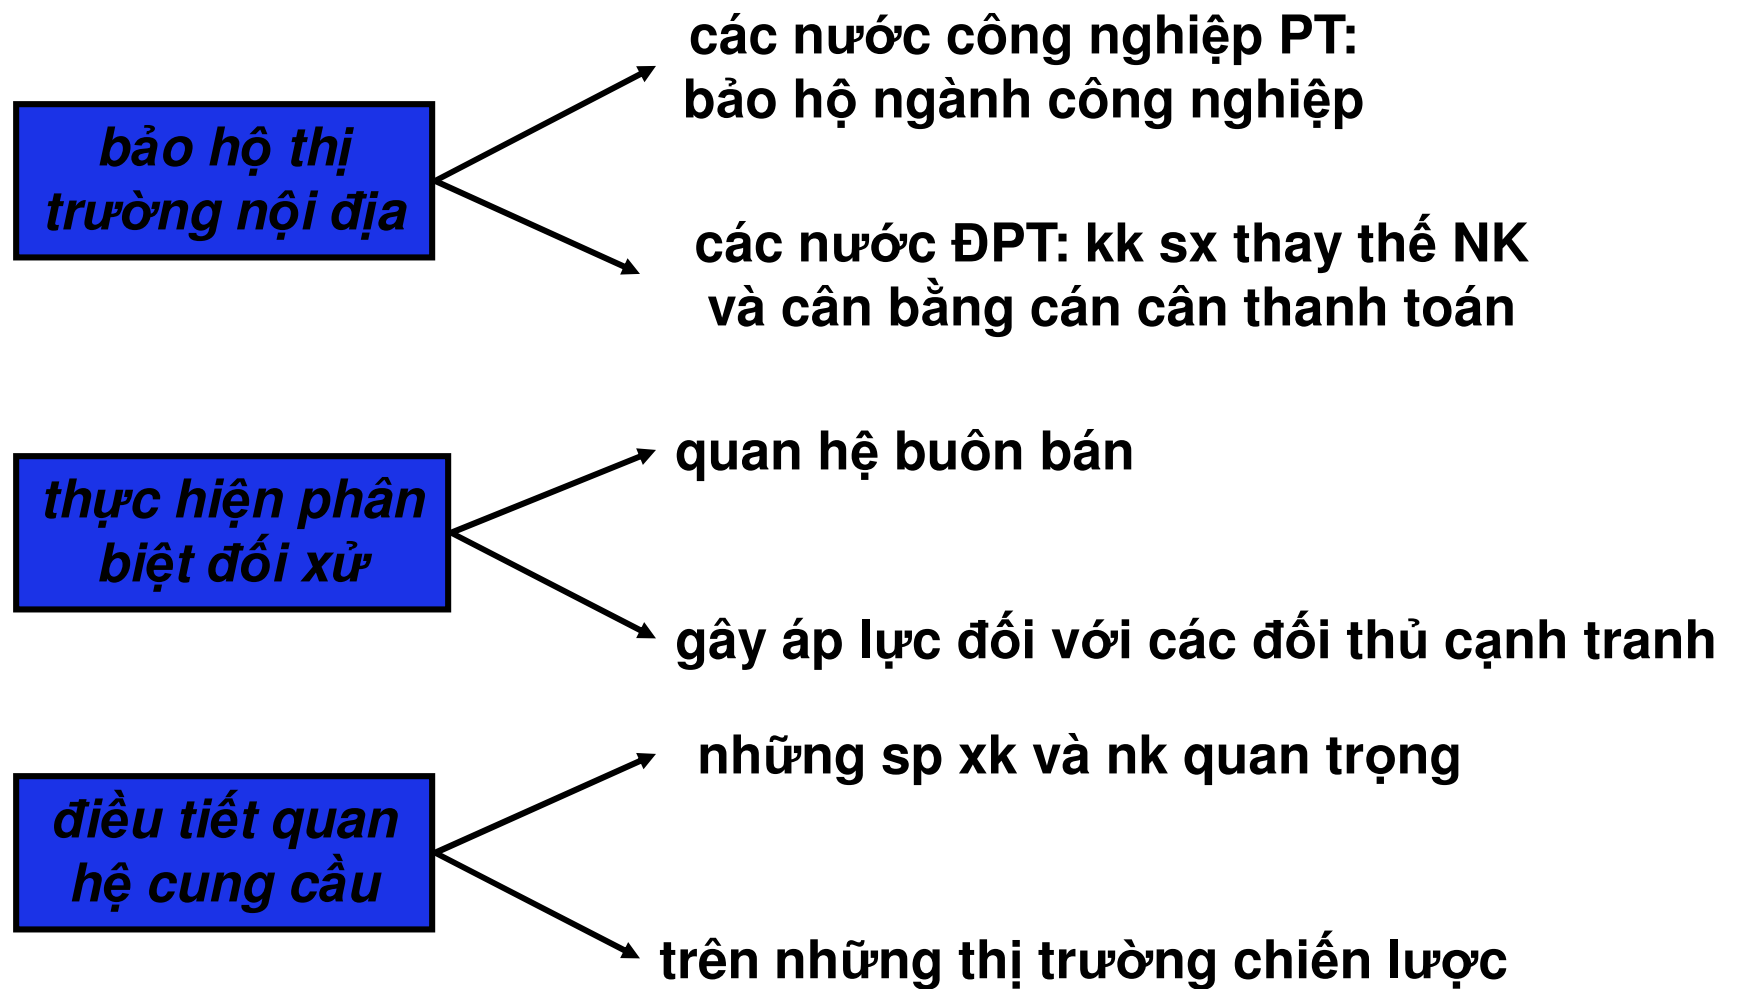 các nước công nghiệp PT:
bảo hộ ngành công nghiệp
bảo hộ thị
trường nội địa
các nước ĐPT: kk sx thay thế NK
và cân bằng cán cân thanh toán
quan hệ buôn bán
thực hiện phân
biệt đối xử
gây áp lực đối với các đối thủ cạnh tranh
những sp xk và nk quan trọng
điều tiết quan
hệ cung cầu
trên những thị trường chiến lược